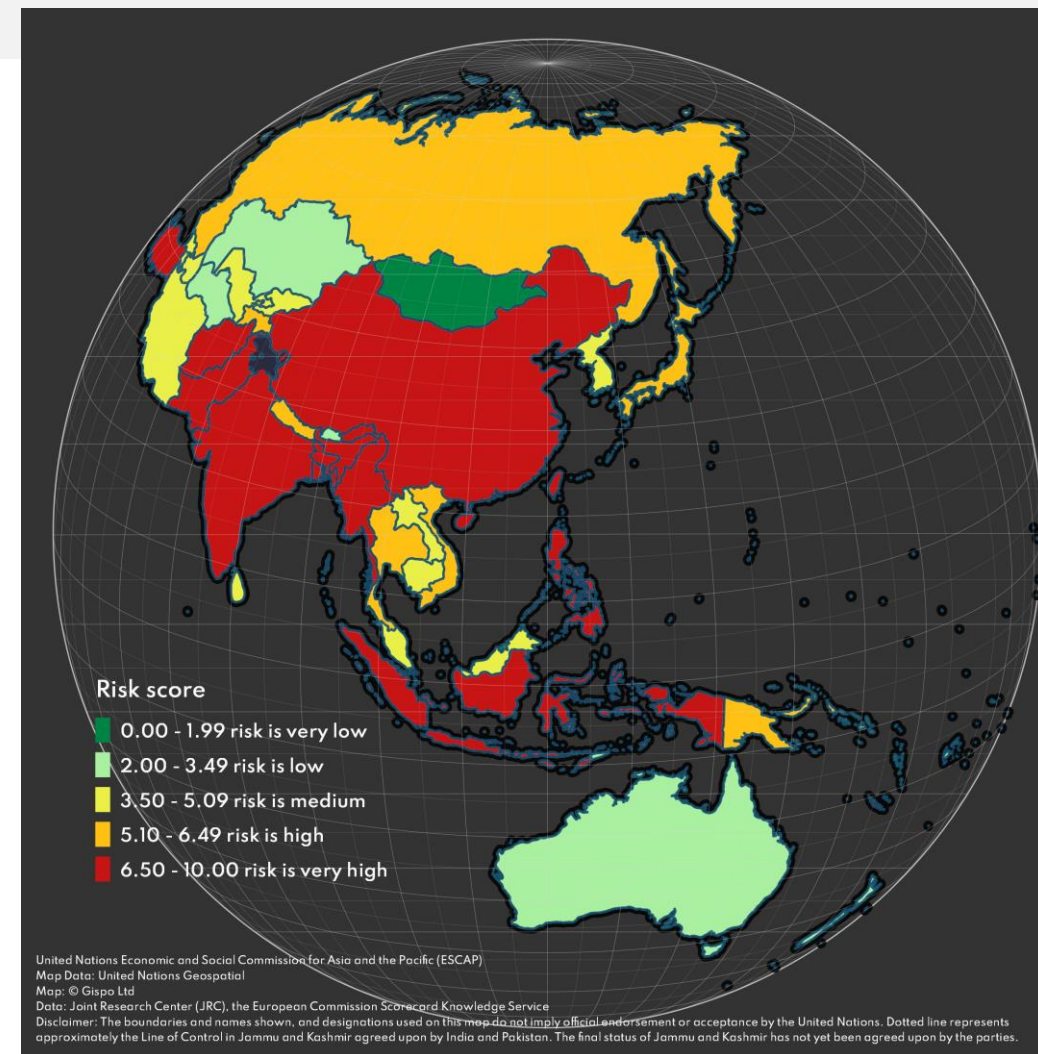 Risk score
0.00 - 1.99 risk is very low
2.00 - 3.49 risk is low
3.50 - 5.09 risk is medium
5.10 - 6.49 risk is high
6.50 - 10.00 risk is very high
United Nations Economic and Social Commission for Asia and the Pacific (ESCAP)
Map Data: United Nations Geospatial
Map: © Gispo Ltd
Data: Joint Research Center (JRC), the European Commission Scorecard Knowledge Service
Disclaimer: The boundaries and names shown, and designations used on this map do not imply official endorsement or acceptance by the United Nations. Dotted line represents
approximately the Line of Control in Jammu and Kashmir agreed upon by India and Pakistan. The final status of Jammu and Kashmir has not yet been agreed upon by the parties.